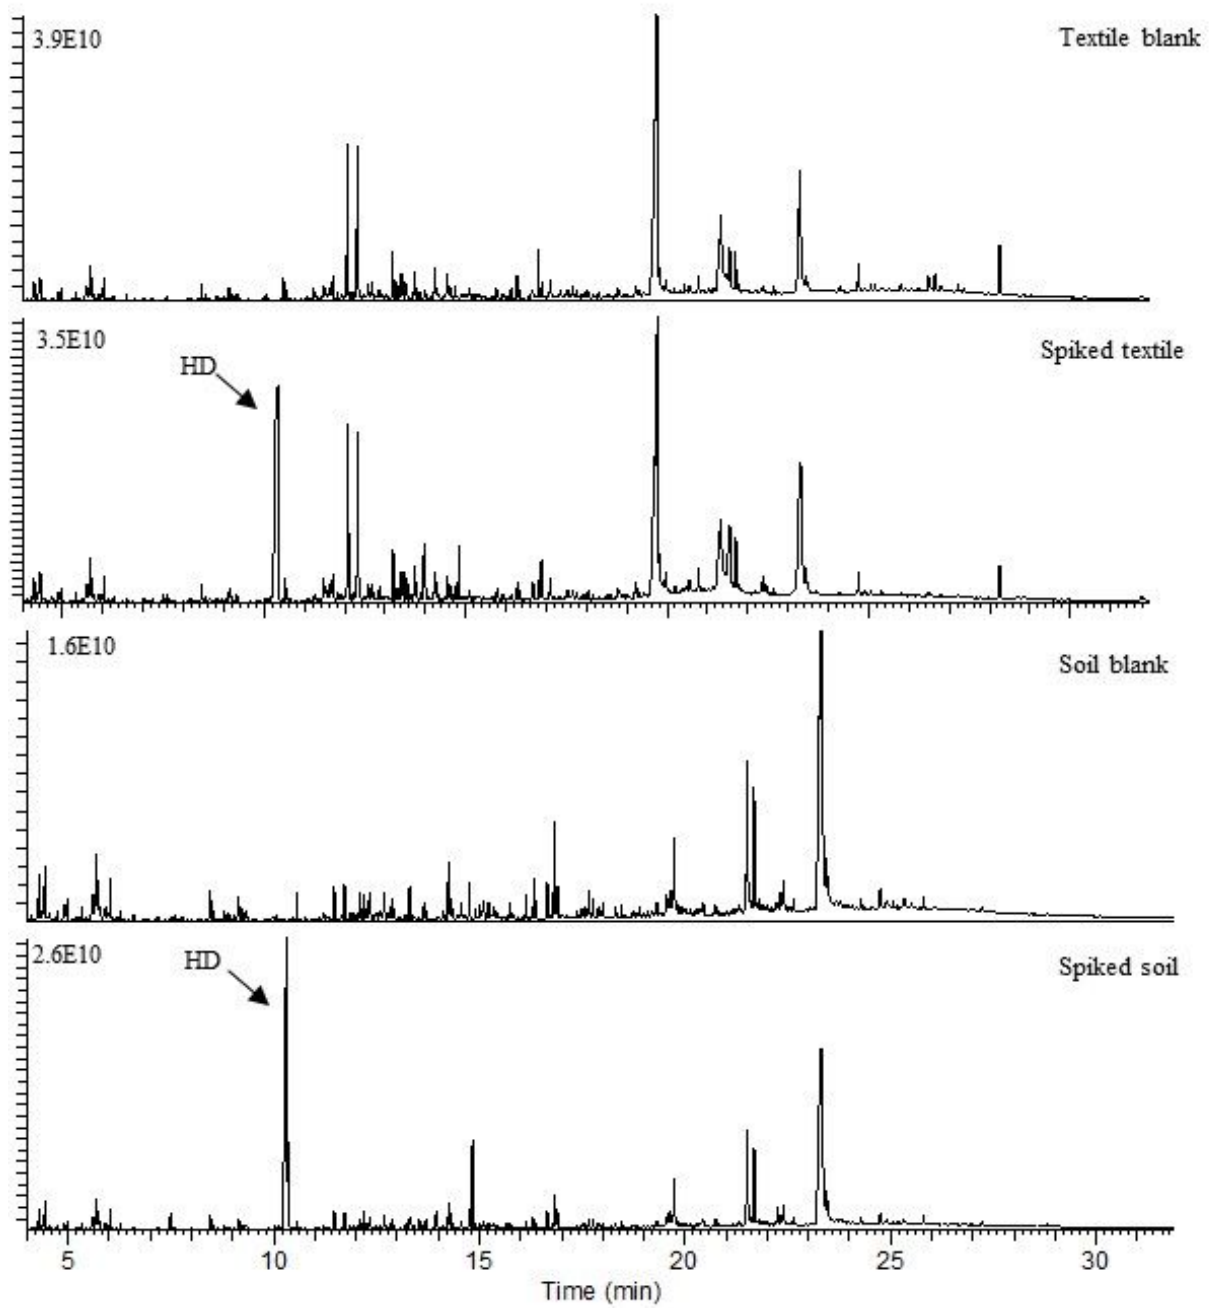 3.9E10
Textile blank
3.5E10
Spiked textile
HD
1.6E10
Soil blank
2.6E10
HD
Spiked soil
5 10 15 20 25 30
Time (min)